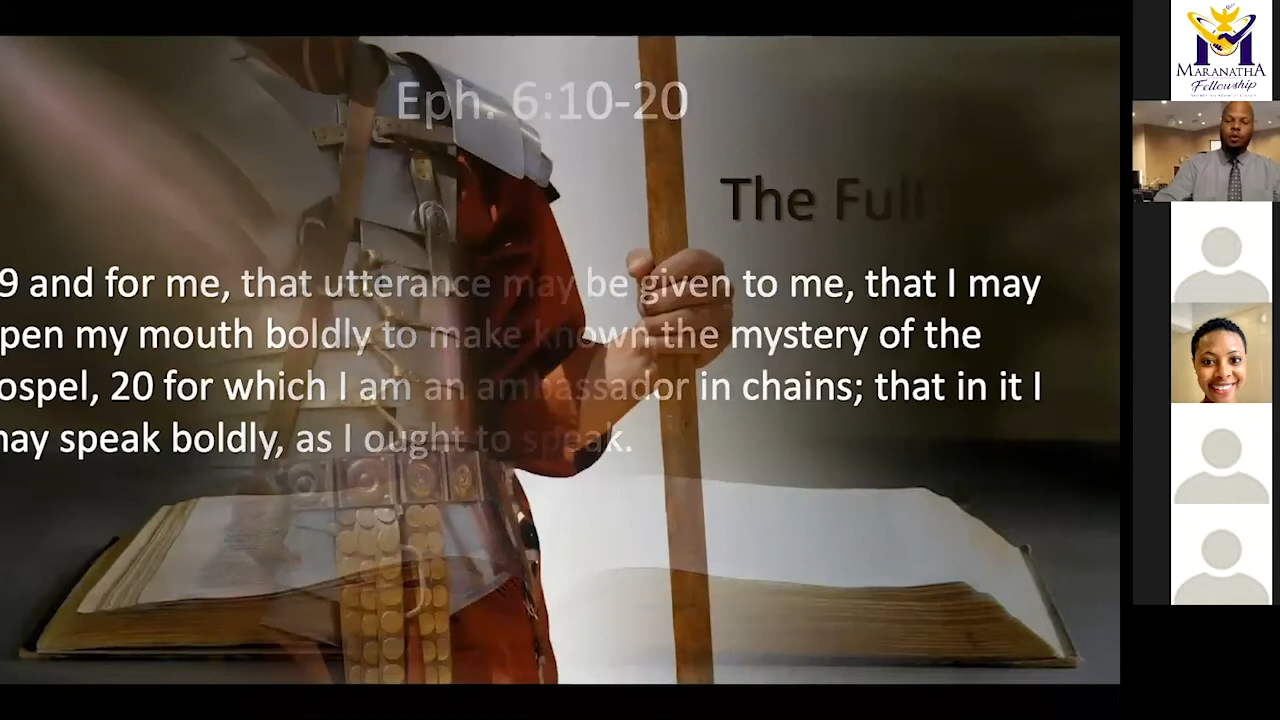 Eph. 6:10-20
The Full
9 and for me, that utterance may be given to me, that I may
pen my mouth boldly to make known the mystery of the
ospel, 20 for which I am an ambassador in chains; that in it I
may speak boldly, as I ought to speak.
MARANATHA
Fellowship